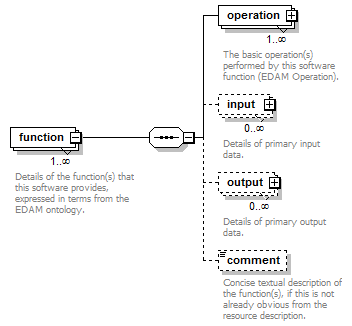 operation
1..∞
The basic operation(s)
performed by this software
function (EDAM Operation).
input
0..∞
Details of primary input
data.
function
1..∞
Details of the function(s) that
this software provides,
expressed in terms from the
EDAM ontology.
output
0..∞
Details of primary output
data.
comment
Concise textual description of
the function(s), if this is not
already obvious from the
resource description.